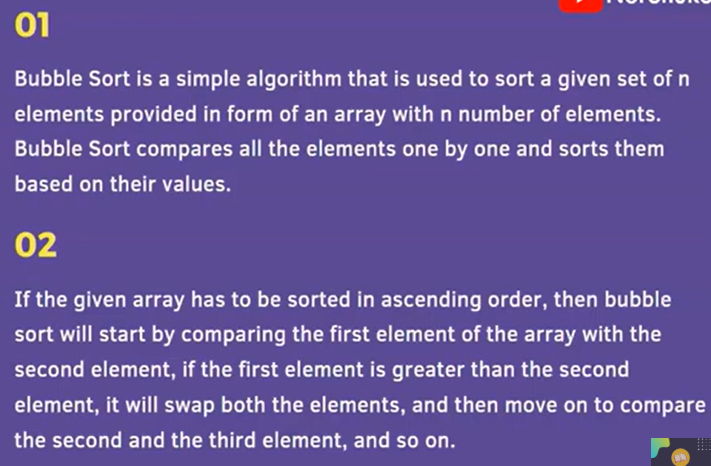 01
Bubble Sort is a simple algorithm that is used to sort a given set of n
elements provided in form of an array with n number of elements.
Bubble Sort compares all the elements one by one and sorts them
based on their values.
02
If the given array has to be sorted in ascending order, then bubble
sort will start by comparing the first element of the array with the
second element, if the first element is greater than the second
element, it will swap both the elements, and then move on to compare
the second and the third element, and so on.